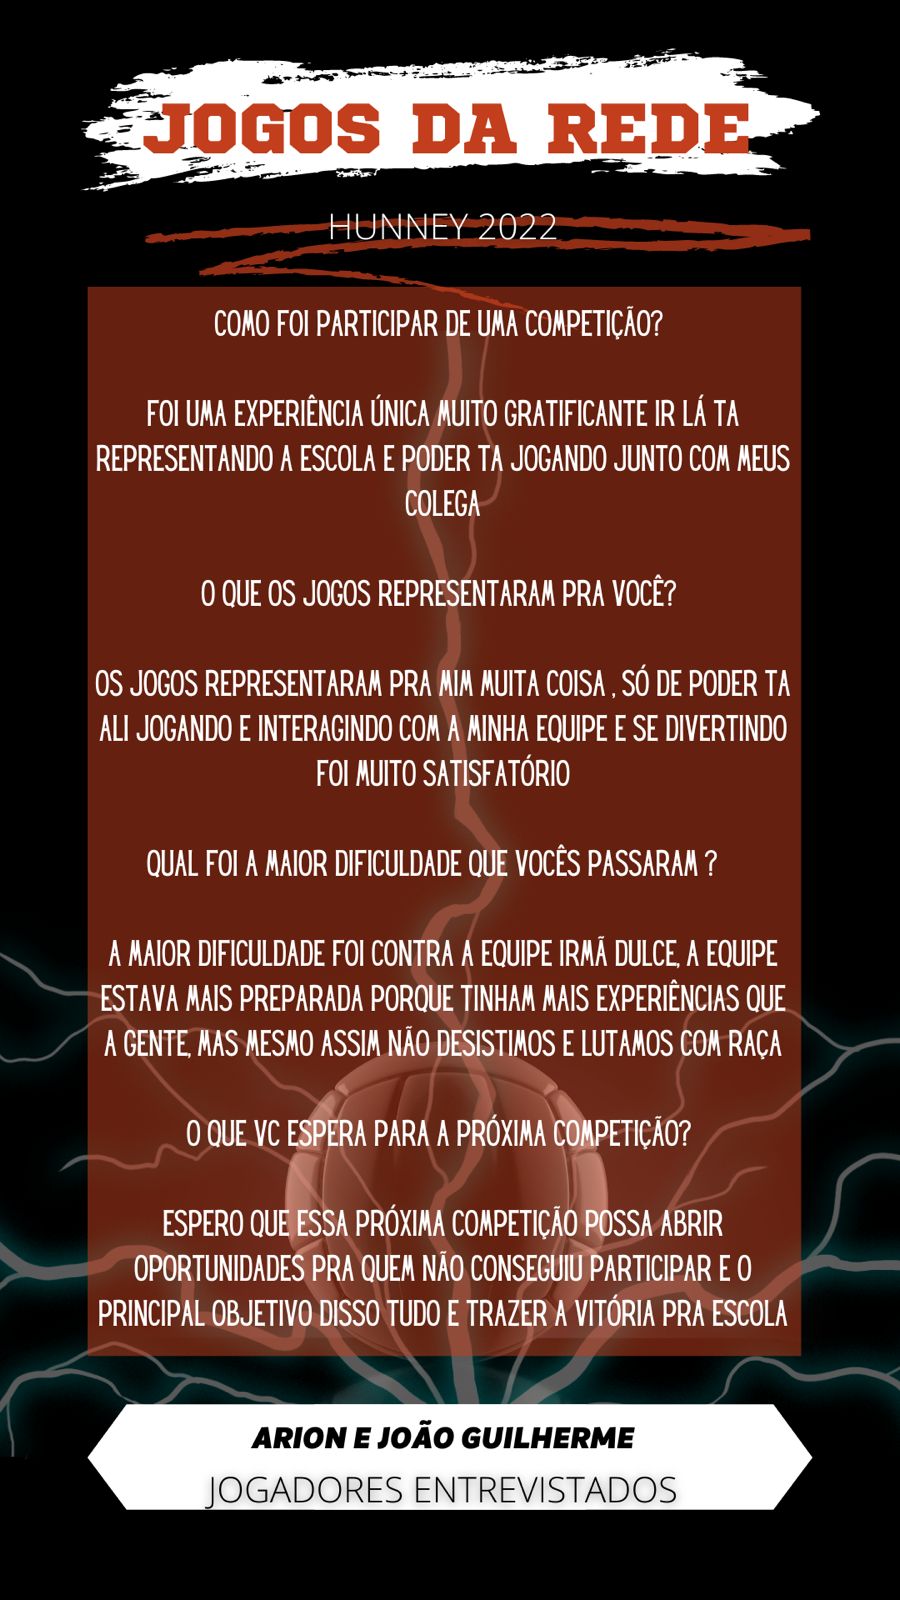 JOGOS DA REDE
HUNNEY 2022
COMO FOI PARTICIPAR DE UMA COMPETIÇÃO?
FOI UMA EXPERIÊNCIA ÚNICA MUITO GRATIFICANTE IR LÁ TA
REPRESENTANDO A ESCOLA E PODER TA JOGANDO JUNTO COM MEUS
COLEGA
O QUE OS JOGOS REPRESENTARAM PRA VOCÊ?
OS JOGOS REPRESENTARAM PRA MIM MUITA COISA , SÓ DE PODER TA
ALI JOGANDO E INTERAGINDO COM A MINHA EQUIPE E SE DIVERTINDO
FOI MUITO SATISFATÓRIO
QUAL FOI A MAIOR DIFICULDADE QUE VOCÊS PASSARAM ?
A MAIOR DIFICULDADE FOI CONTRA A EQUIPE IRMÃ DULCE, A EQUIPE
ESTAVA MAIS PREPARADA PORQUE TINHAM MAIS EXPERIÊNCIAS QUE
A GENTE, MAS MESMO ASSIM NÃO DESISTIMOS E LUTAMOS COM RAÇA
O QUE VC ESPERA PARA A PRÓXIMA COMPETIÇÃO?
ESPERO QUE ESSA PRÓXIMA COMPETIÇÃO POSSA ABRIR
OPORTUNIDADES PRA QUEM NÃO CONSEGUIU PARTICIPAR E O
PRINCIPAL OBJETIVO DISSO TUDO E TRAZER A VITÓRIA PRA ESCOLA
ARION E JOÃO GUILHERME
JOGADORES ENTREVISTADOS